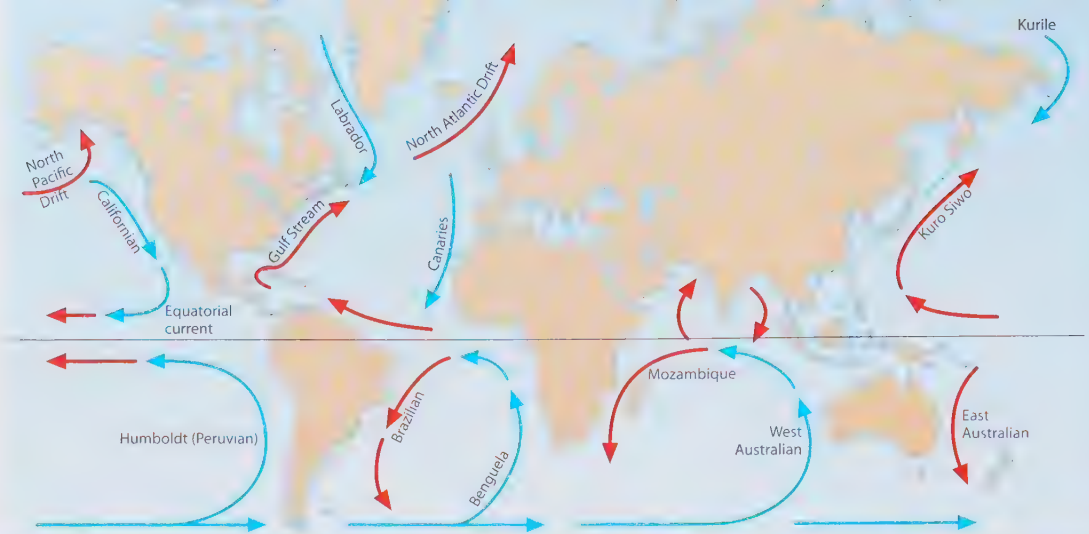 Kurile
North
Pacific
Drift
Californian
Labrador
North Atlantic Drift
Gulf Stream
Canaries
Kuro Siwo
Equatorial
current
Humboldt (Peruvian)
Brazilian
Benguela
Mozambique
West
Australian
East
Australian